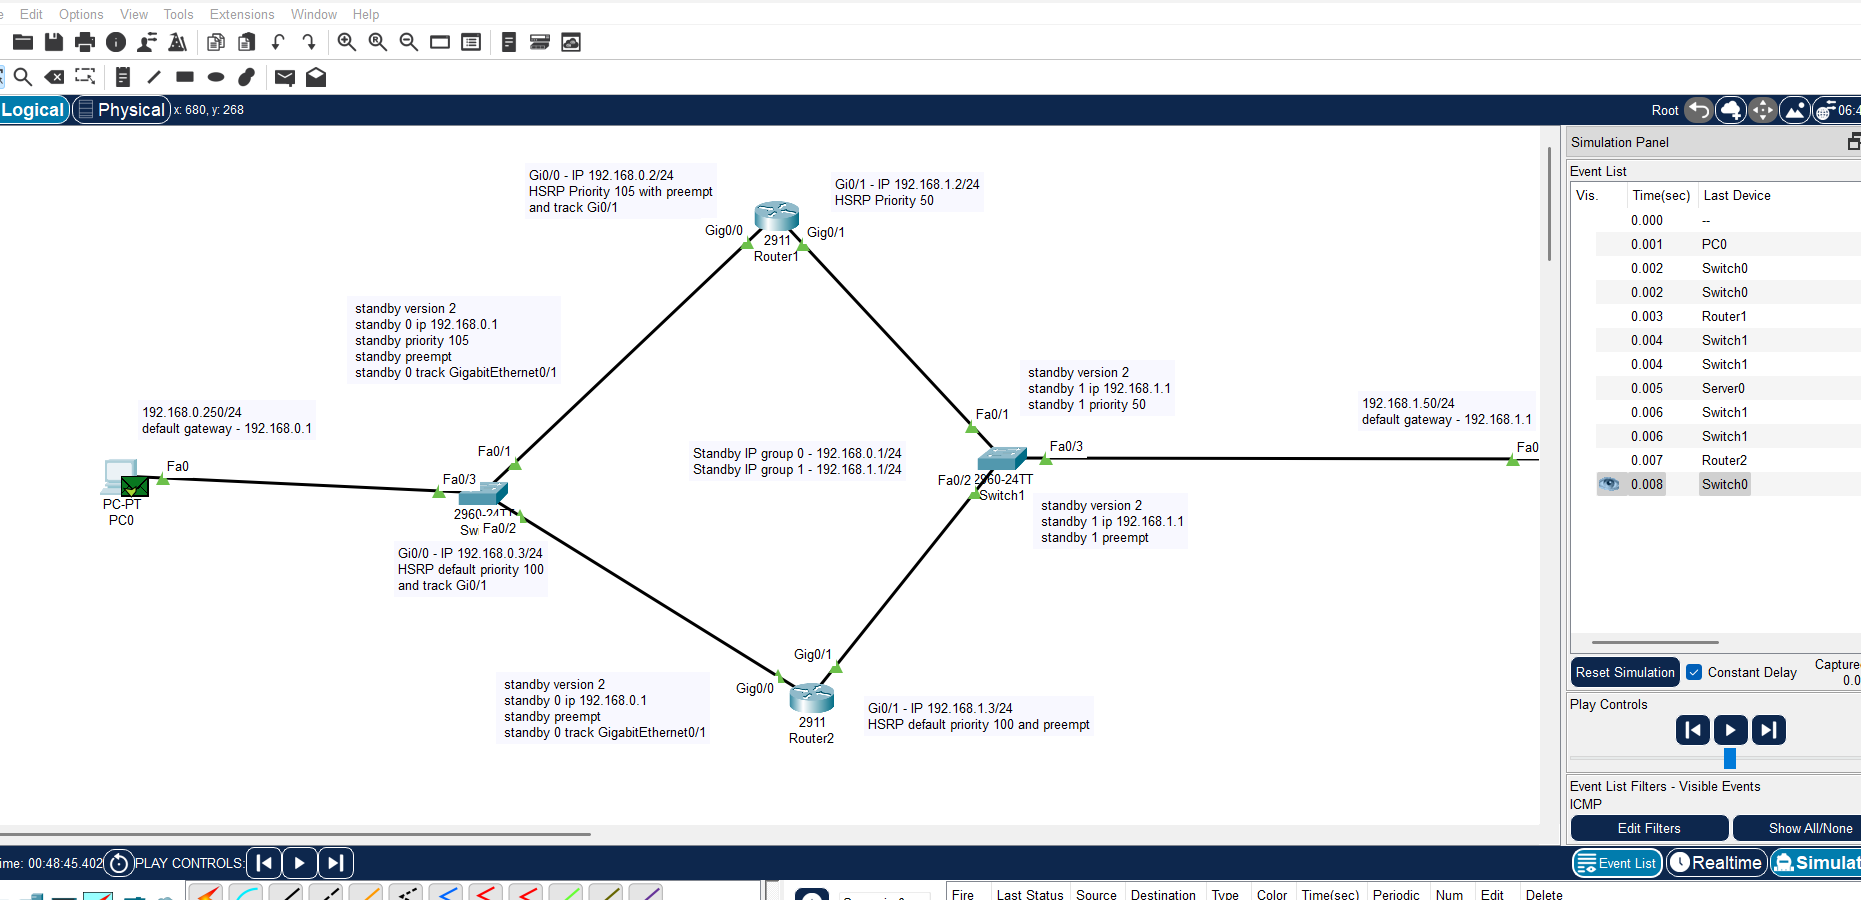 Edit Options View Tools Extensions Window Help
Logical Physical x: 680, y: 268
Root 06:4
Gi0/0 - IP 192.168.0.2/24
HSRP Priority 105 with preempt
and track Gi0/1
Gi0/1 - IP 192.168.1.2/24
HSRP Priority 50
Gig0/0
Gig0/1
2911
Router1
standby version 2
standby 0 ip 192.168.0.1
standby priority 105
standby preempt
standby 0 track GigabitEthernet0/1
standby version 2
standby 1 ip 192.168.1.1
standby 1 priority 50
192.168.0.250/24
default gateway - 192.168.0.1
192.168.1.50/24
default gateway - 192.168.1.1
Fa0/1
Fa0/1
Standby IP group 0 - 192.168.0.1/24
Standby IP group 1 - 192.168.1.1/24
Fa0
Fa0/3
Fa0/3
Fa0
PC-PT
PC0
2960-24TT
Sw
Fa0/2
Fa0/2
2960-24TT
Switch1
standby version 2
standby 1 ip 192.168.1.1
standby 1 preempt
Gi0/0 - IP 192.168.0.3/24
HSRP default priority 100
and track Gi0/1
Gig0/1
Gig0/0
2911
Router2
standby version 2
standby 0 ip 192.168.0.1
standby preempt
standby 0 track GigabitEthernet0/1
Gi0/1 - IP 192.168.1.3/24
HSRP default priority 100 and preempt
Simulation Panel
Event List
Vis. Time(sec) Last Device
0.000 --
0.001 PC0
0.002 Switch0
0.002 Switch0
0.003 Router1
0.004 Switch1
0.004 Switch1
0.005 Server0
0.006 Switch1
0.006 Switch1
0.007 Router2
0.008 Switch0
Reset Simulation Constant Delay Capture
0.0
Play Controls
Event List Filters - Visible Events
ICMP
Edit Filters Show All/None
ime: 00:48:45.402 PLAY CONTROLS:
Event List Realtime Simulat
Fire Last Status Source Destination Type Color Time(sec) Periodic Num Edit Delete